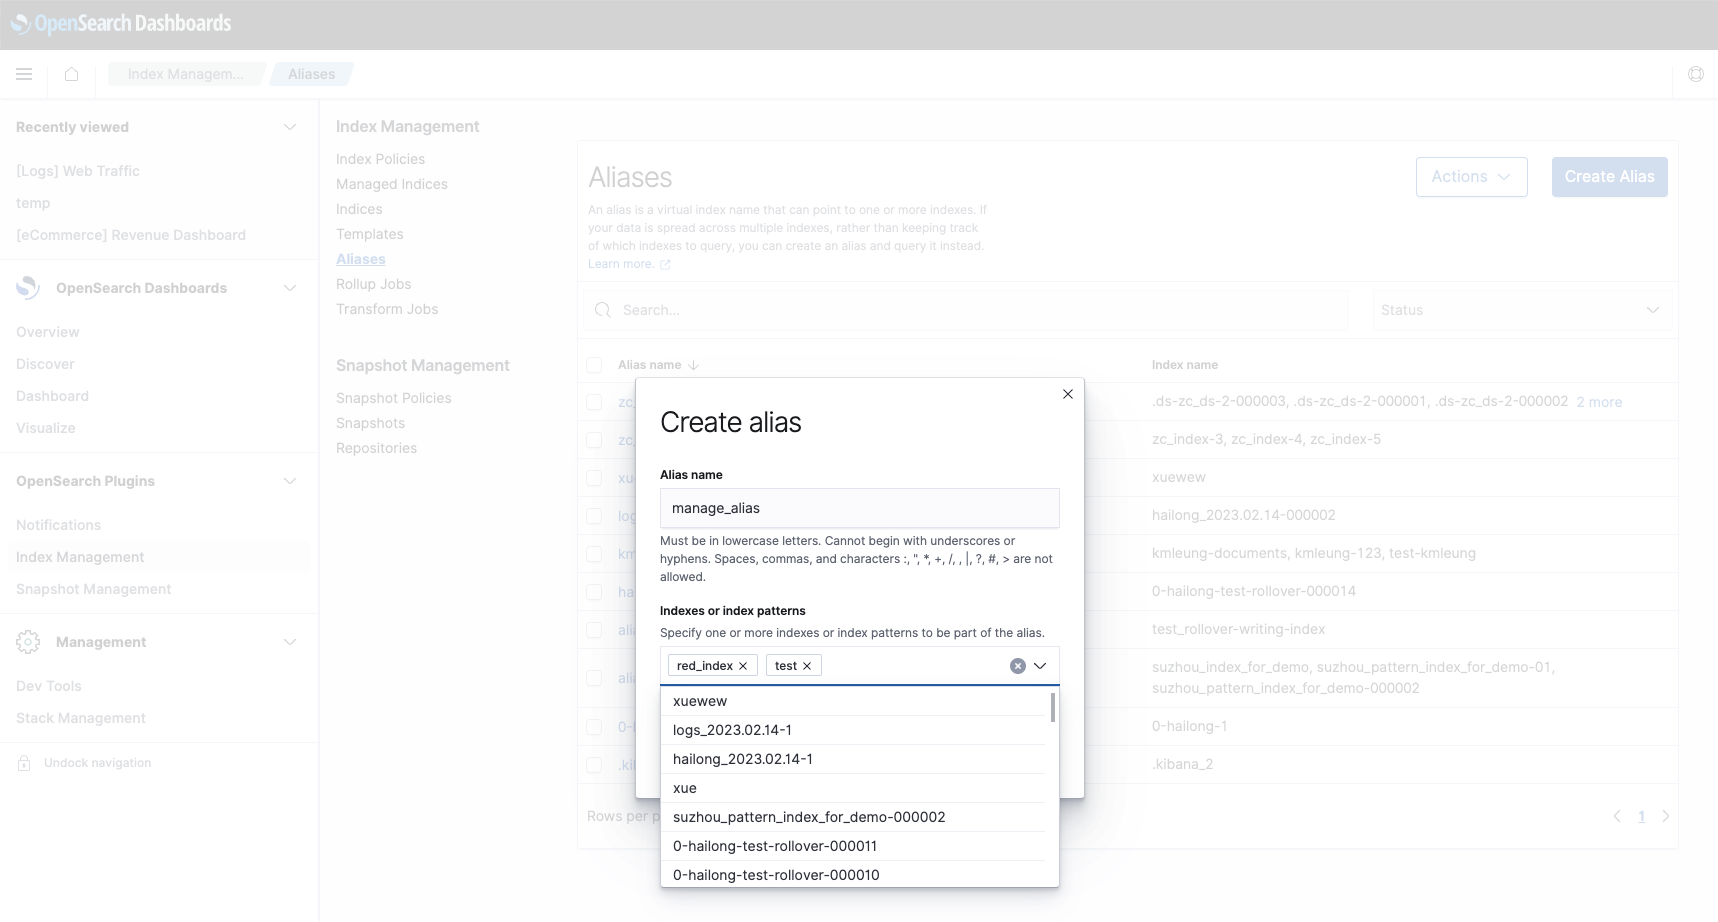 OpenSearch Dashboards
Index Managem...
Aliases
Recently viewed
[Logs] Web Traffic
temp
[eCommerce] Revenue Dashboard
OpenSearch Dashboards
Overview
Discover
Dashboard
Visualize
OpenSearch Plugins
Notifications
Index Management
Snapshot Management
Management
Dev Tools
Stack Management
Undock navigation
Index Management
Index Policies
Managed Indices
Indices
Templates
Aliases
Rollup Jobs
Transform Jobs
Snapshot Management
Snapshot Policies
Snapshots
Repositories
Aliases
An alias is a virtual index name that can point to one or more indexes. If
your data is spread across multiple indexes, rather than keeping track
of which indexes to query, you can create an alias and query it instead.
Learn more.
Actions
Create Alias
Search...
Status
Alias name
Index name
zc_
.ds-zc_ds-2-000003, .ds-zc_ds-2-000001, .ds-zc_ds-2-000002 2 more
zc_
zc_index-3, zc_index-4, zc_index-5
xue
xuewew
log
hailong_2023.02.14-000002
km
kmleung-documents, kmleung-123, test-kmleung
ha
0-hailong-test-rollover-000014
alia
test_rollover-writing-index
alia
suzhou_index_for_demo, suzhou_pattern_index_for_demo-01,
suzhou_pattern_index_for_demo-000002
0-
0-hailong-1
.ki
.kibana_2
Rows per p
1
Create alias
Alias name
manage_alias
Must be in lowercase letters. Cannot begin with underscores or
hyphens. Spaces, commas, and characters :, ", *, +, /, , |, ?, #, > are not
allowed.
Indexes or index patterns
Specify one or more indexes or index patterns to be part of the alias.
red_index
test
xuewew
logs_2023.02.14-1
hailong_2023.02.14-1
xue
suzhou_pattern_index_for_demo-000002
0-hailong-test-rollover-000011
0-hailong-test-rollover-000010